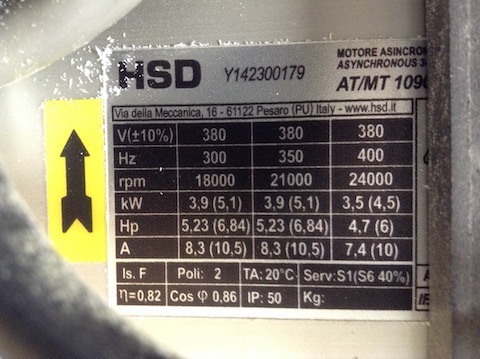 HSD Y142300179
MOTORE ASINCRON
ASYNCHRONOUS 3
AT/MT 109
Via della Meccanica, 16 - 61122 Pesaro (PU) Italy - www.hsd.it
V(±10%) 380 380 380
Hz 300 350 400
rpm 18000 21000 24000
kW 3,9 (5,1) 3,9 (5,1) 3,5 (4,5)
Hp 5,23 (6,84) 5,23 (6,84) 4,7 (6)
A 8,3 (10,5) 8,3 (10,5) 7,4 (10)
Is. F Poli: 2 TA: 20°C Serv: S1(S6 40%)
η=0,82 Cos φ 0,86 IP: 50 Kg: